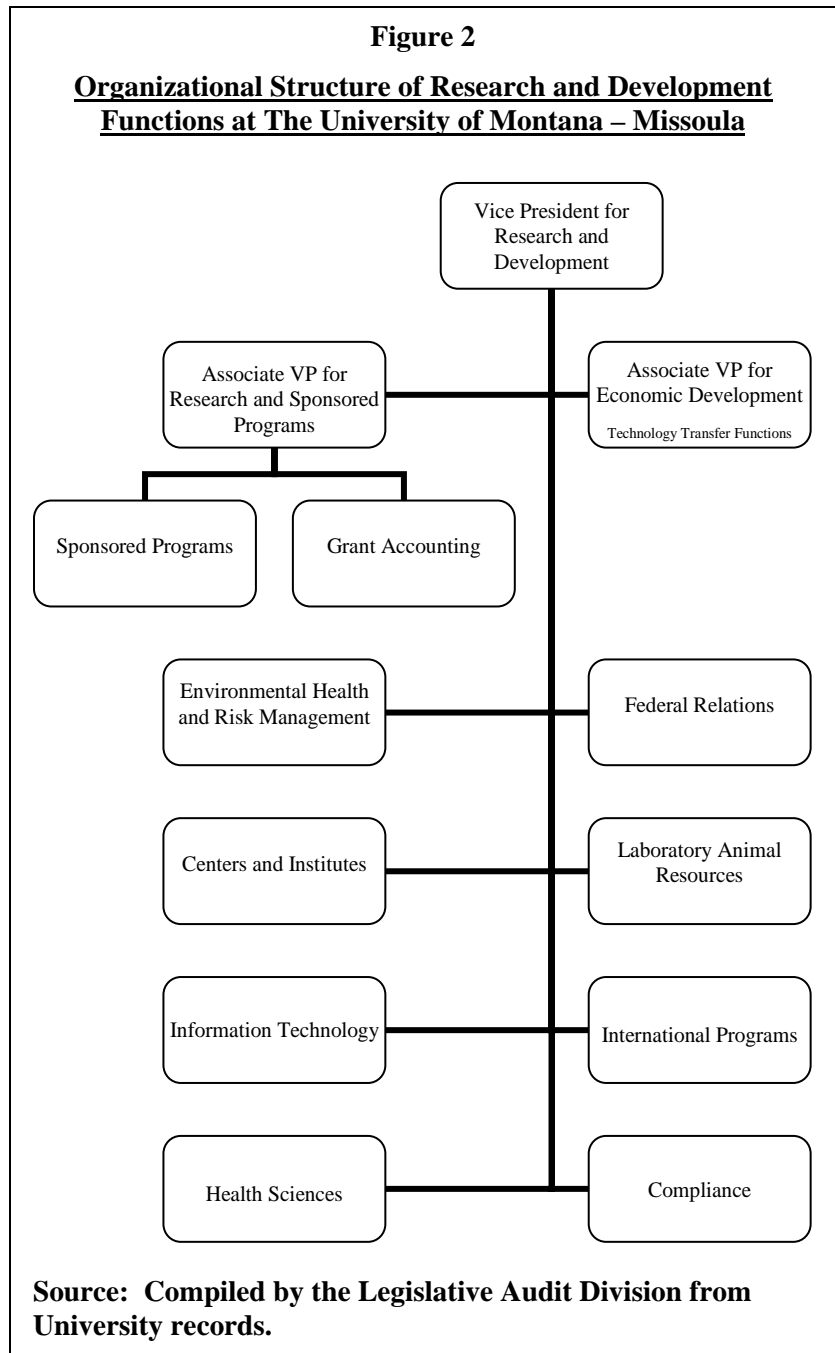 Figure 2
Organizational Structure of Research and Development
Functions at The University of Montana – Missoula
Vice President for
Research and
Development
Associate VP for
Research and Sponsored
Programs
Associate VP for
Economic Development
Technology Transfer Functions
Sponsored Programs
Grant Accounting
Environmental Health
and Risk Management
Federal Relations
Centers and Institutes
Laboratory Animal
Resources
Information Technology
International Programs
Health Sciences
Compliance
Source:  Compiled by the Legislative Audit Division from
University records.